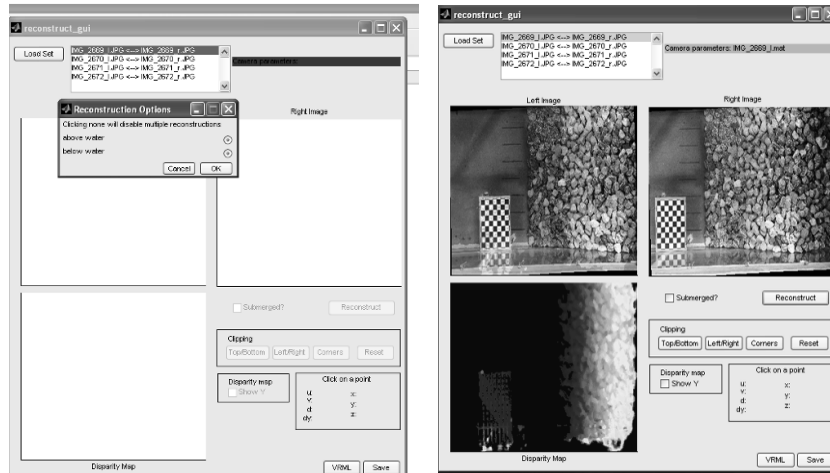 reconstruct_gui
Load Set
IMG_2669_l.JPG <--> IMG_2669_r.JPG
IMG_2670_l.JPG <--> IMG_2670_r.JPG
IMG_2671_l.JPG <--> IMG_2671_r.JPG
IMG_2672_l.JPG <--> IMG_2672_r.JPG
Camera parameters:
Reconstruction Options
Clicking none will disable multiple reconstructions
above water
below water
Cancel OK
Right Image
Submerged? Reconstruct
Clipping
Top/Bottom Left/Right Corners Reset
Disparity map
Show Y
Click on a point
u: x:
v: y:
d: z:
dy:
Disparity Map
VRML Save
reconstruct_gui
Load Set
IMG_2669_l.JPG <--> IMG_2669_r.JPG
IMG_2670_l.JPG <--> IMG_2670_r.JPG
IMG_2671_l.JPG <--> IMG_2671_r.JPG
IMG_2672_l.JPG <--> IMG_2672_r.JPG
Camera parameters: IMG_2669_l.mat
Left Image
Right Image
Submerged? Reconstruct
Clipping
Top/Bottom Left/Right Corners Reset
Disparity map
Show Y
Click on a point
u: x:
v: y:
d: z:
dy:
Disparity Map
VRML Save